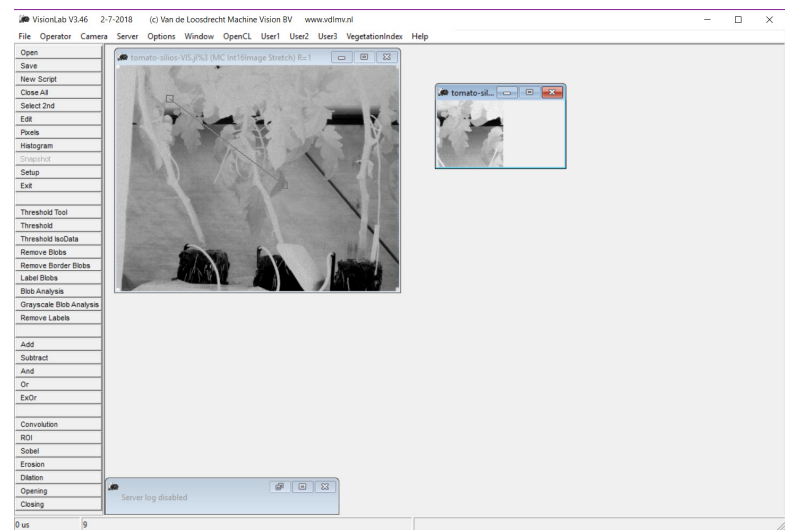 VisionLab V3.46 2-7-2018 (c) Van de Loosdrecht Machine Vision BV www.vdlmv.nl
File Operator Camera Server Options Window OpenCL User1 User2 User3 VegetationIndex Help
Open
Save
New Script
Close All
Select 2nd
Edit
Pixels
Histogram
Snapshot
Setup
Exit
Threshold Tool
Threshold
Threshold IsoData
Remove Blobs
Remove Border Blobs
Label Blobs
Blob Analysis
Grayscale Blob Analysis
Remove Labels
Add
Subtract
And
Or
ExOr
Convolution
ROI
Sobel
Erosion
Dilation
Opening
Closing
tomato-silios-VIS.jl%3 (MC Int16Image Stretch) R=1
tomato-sil...
Server log disabled
0 us 9